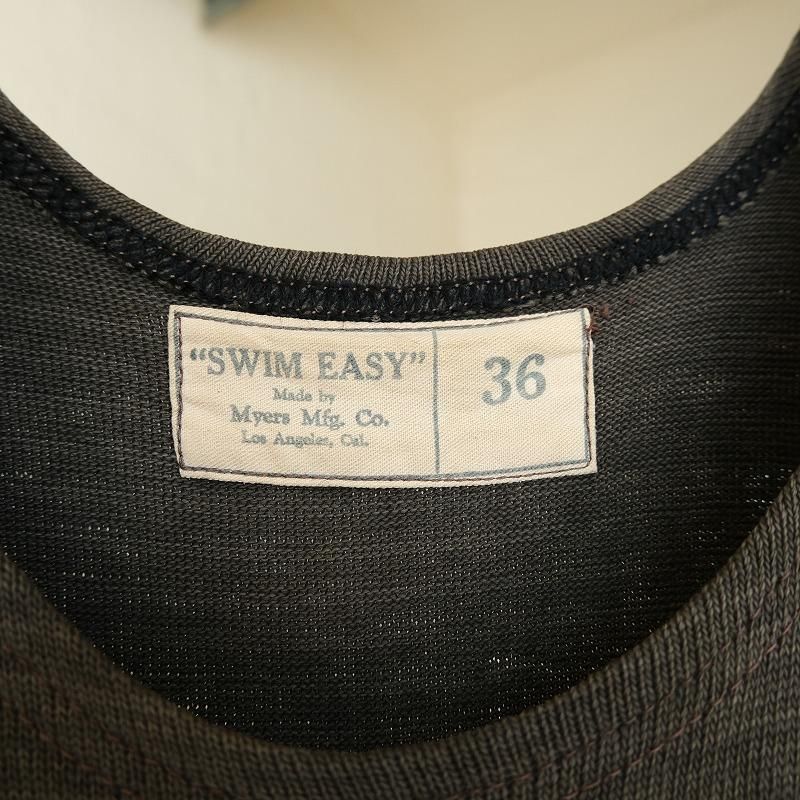 “SWIM EASY”
Made by
Myers Mfg. Co.
Los Angeles, Cal.
36